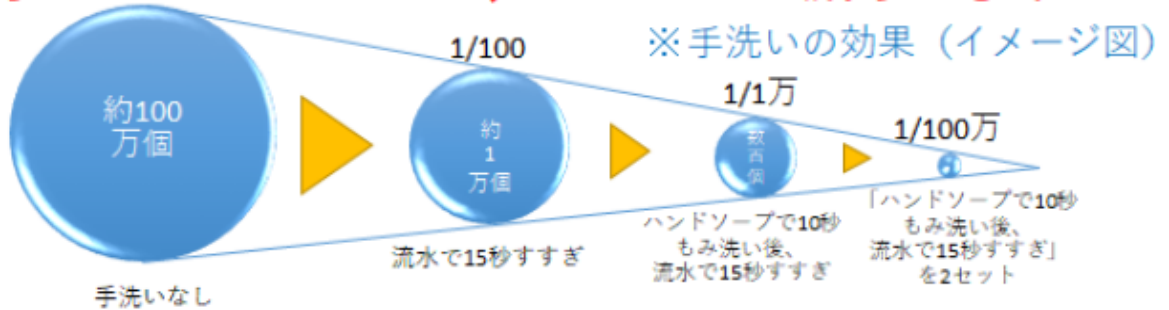 ※手洗いの効果（イメージ図）
約100
万個
手洗いなし
1/100
約
1
万個
流水で15秒すすぎ
1/1万
数
百
個
ハンドソープで10秒
もみ洗い後、
流水で15秒すすぎ
1/100万
「ハンドソープで10秒
もみ洗い後、
流水で15秒すすぎ」
を2セット